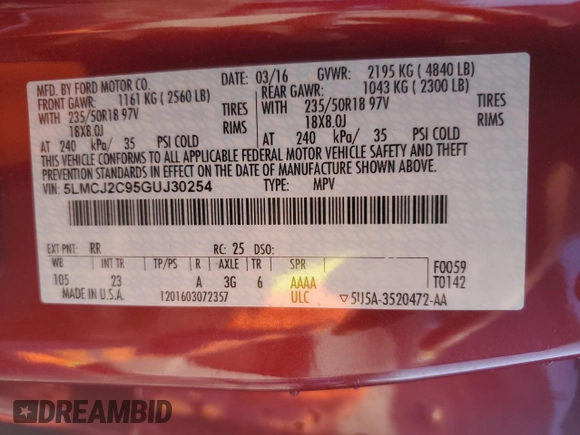 MFD. BY FORD MOTOR CO.
DATE: 03/16 GVWR: 2195 KG ( 4840 LB)
FRONT GAWR: 1161 KG ( 2560 LB) REAR GAWR: 1043 KG ( 2300 LB)
WITH 235/50R18 97V TIRES WITH 235/50R18 97V TIRES
18X8.0J RIMS 18X8.0J RIMS
AT 240 kPa/ 35 PSI COLD AT 240 kPa/ 35 PSI COLD
THIS VEHICLE CONFORMS TO ALL APPLICABLE FEDERAL MOTOR VEHICLE SAFETY AND THEFT
PREVENTION STANDARDS IN EFFECT ON THE DATE OF MANUFACTURE SHOWN ABOVE.
VIN: 5LMCJ2C95GUJ30254 TYPE: MPV
EXT PNT: RR RC: 25 DSO:
WB INT TR TP/PS R AXLE TR SPR F0059
105 23 A 3G 6 AAAA T0142
MADE IN U.S.A. 1201603072357 ULC ▽5U5A-3520472-AA
DREAMBID